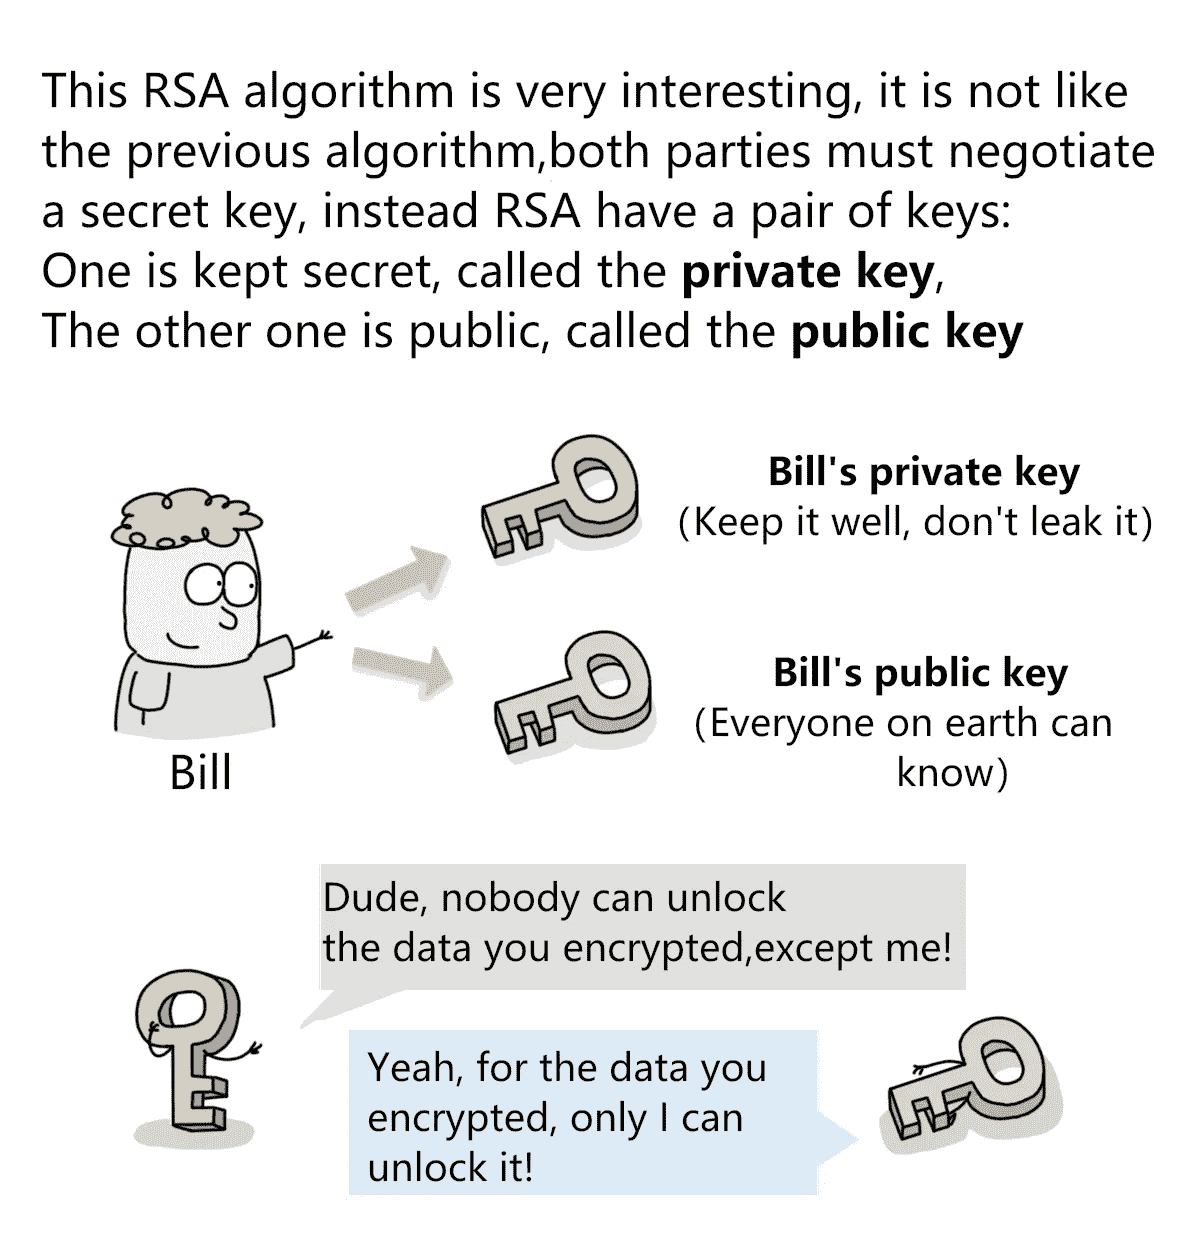 This RSA algorithm is very interesting, it is not like
the previous algorithm,both parties must negotiate
a secret key, instead RSA have a pair of keys:
One is kept secret, called the private key,
The other one is public, called the public key
Bill's private key
(Keep it well, don't leak it)
Bill's public key
(Everyone on earth can
know)
Bill
Dude, nobody can unlock
the data you encrypted,except me!
Yeah, for the data you
encrypted, only I can
unlock it!